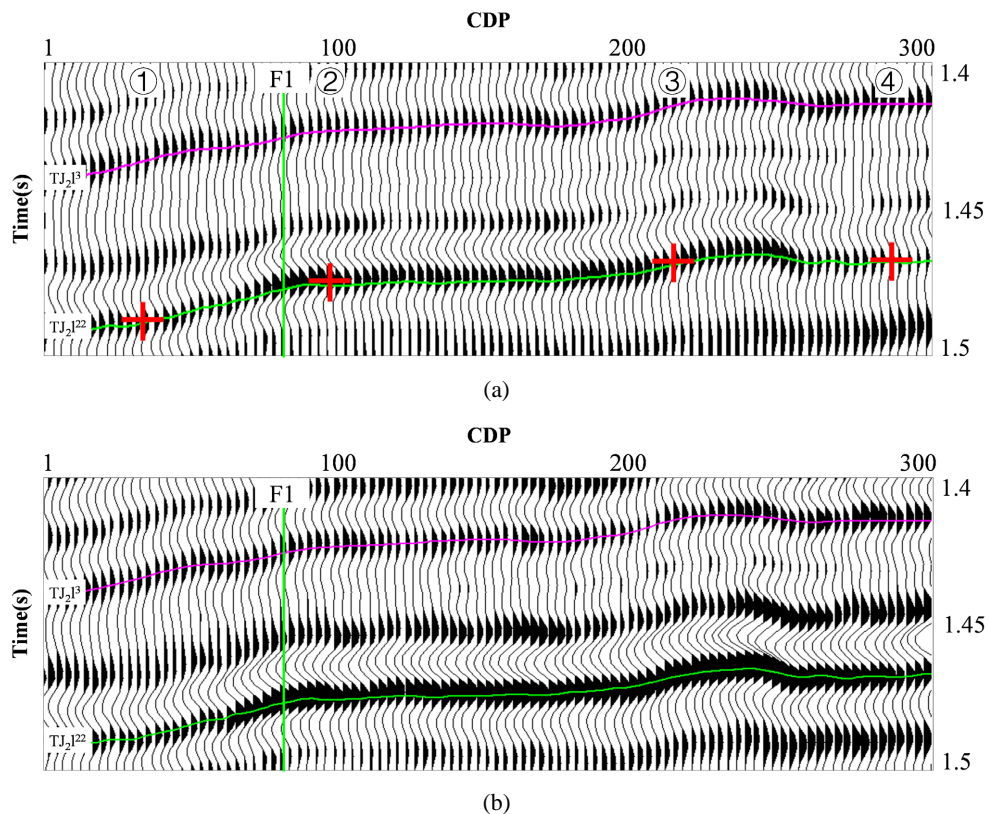 CDP
1 100 200 300
① F1 ② ③ ④
1.4
TJ₂l³
1.45
Time(s)
TJ₂l²²
1.5
(a)
CDP
1 100 200 300
F1
1.4
TJ₂l³
1.45
Time(s)
TJ₂l²²
1.5
(b)